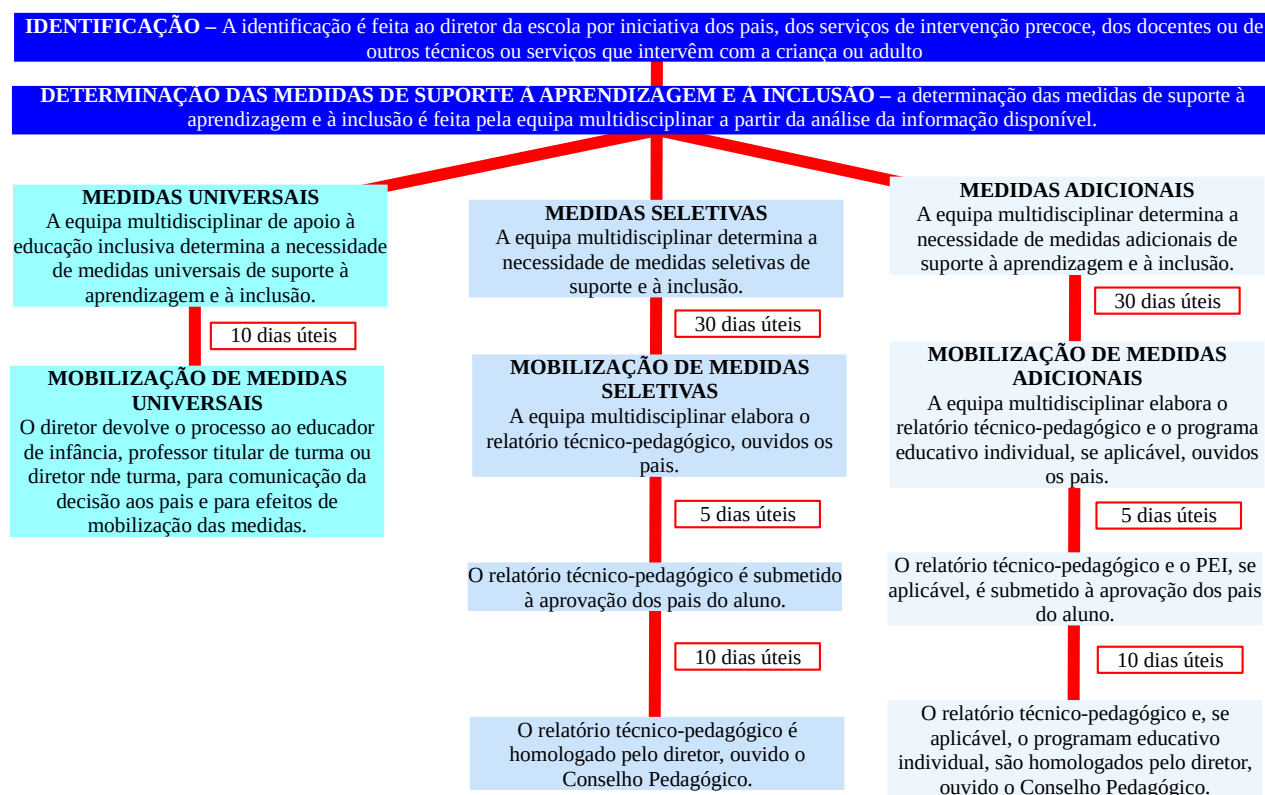 IDENTIFICAÇÃO – A identificação é feita ao diretor da escola por iniciativa dos pais, dos serviços de intervenção precoce, dos docentes ou de
outros técnicos ou serviços que intervêm com a criança ou adulto
DETERMINAÇÃO DAS MEDIDAS DE SUPORTE À APRENDIZAGEM E À INCLUSÃO – a determinação das medidas de suporte à
aprendizagem e à inclusão é feita pela equipa multidisciplinar a partir da análise da informação disponível.
MEDIDAS UNIVERSAIS
A equipa multidisciplinar de apoio à
educação inclusiva determina a necessidade
de medidas universais de suporte à
aprendizagem e à inclusão.
10 dias úteis
MOBILIZAÇÃO DE MEDIDAS
UNIVERSAIS
O diretor devolve o processo ao educador
de infância, professor titular de turma ou
diretor nde turma, para comunicação da
decisão aos pais e para efeitos de
mobilização das medidas.
MEDIDAS SELETIVAS
A equipa multidisciplinar determina a
necessidade de medidas seletivas de
suporte e à inclusão.
30 dias úteis
MOBILIZAÇÃO DE MEDIDAS
SELETIVAS
A equipa multidisciplinar elabora o
relatório técnico-pedagógico, ouvidos os
pais.
5 dias úteis
O relatório técnico-pedagógico é submetido
à aprovação dos pais do aluno.
10 dias úteis
O relatório técnico-pedagógico é
homologado pelo diretor, ouvido o
Conselho Pedagógico.
MEDIDAS ADICIONAIS
A equipa multidisciplinar determina a
necessidade de medidas adicionais de
suporte à aprendizagem e à inclusão.
30 dias úteis
MOBILIZAÇÃO DE MEDIDAS
ADICIONAIS
A equipa multidisciplinar elabora o
relatório técnico-pedagógico e o programa
educativo individual, se aplicável, ouvidos
os pais.
5 dias úteis
O relatório técnico-pedagógico e o PEI, se
aplicável, é submetido à aprovação dos pais
do aluno.
10 dias úteis
O relatório técnico-pedagógico e, se
aplicável, o programam educativo
individual, são homologados pelo diretor,
ouvido o Conselho Pedagógico.